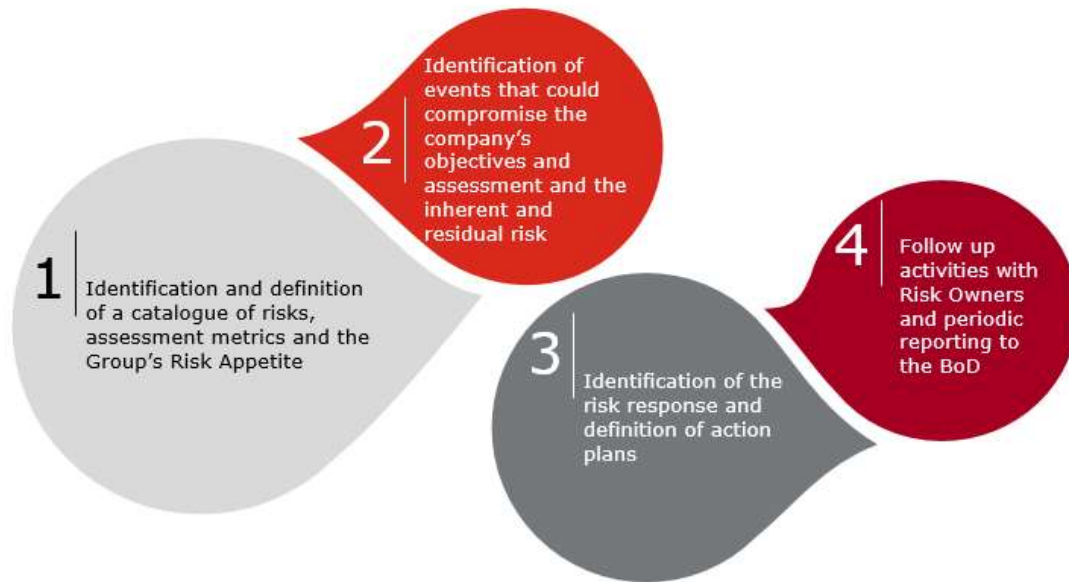 1
Identification and definition
of a catalogue of risks,
assessment metrics and the
Group's Risk Appetite
2
Identification of
events that could
compromise the
company's
objectives and
assessment and the
inherent and
residual risk
3
Identification of the
risk response and
definition of action
plans
4
Follow up
activities with
Risk Owners
and periodic
reporting to
the BoD